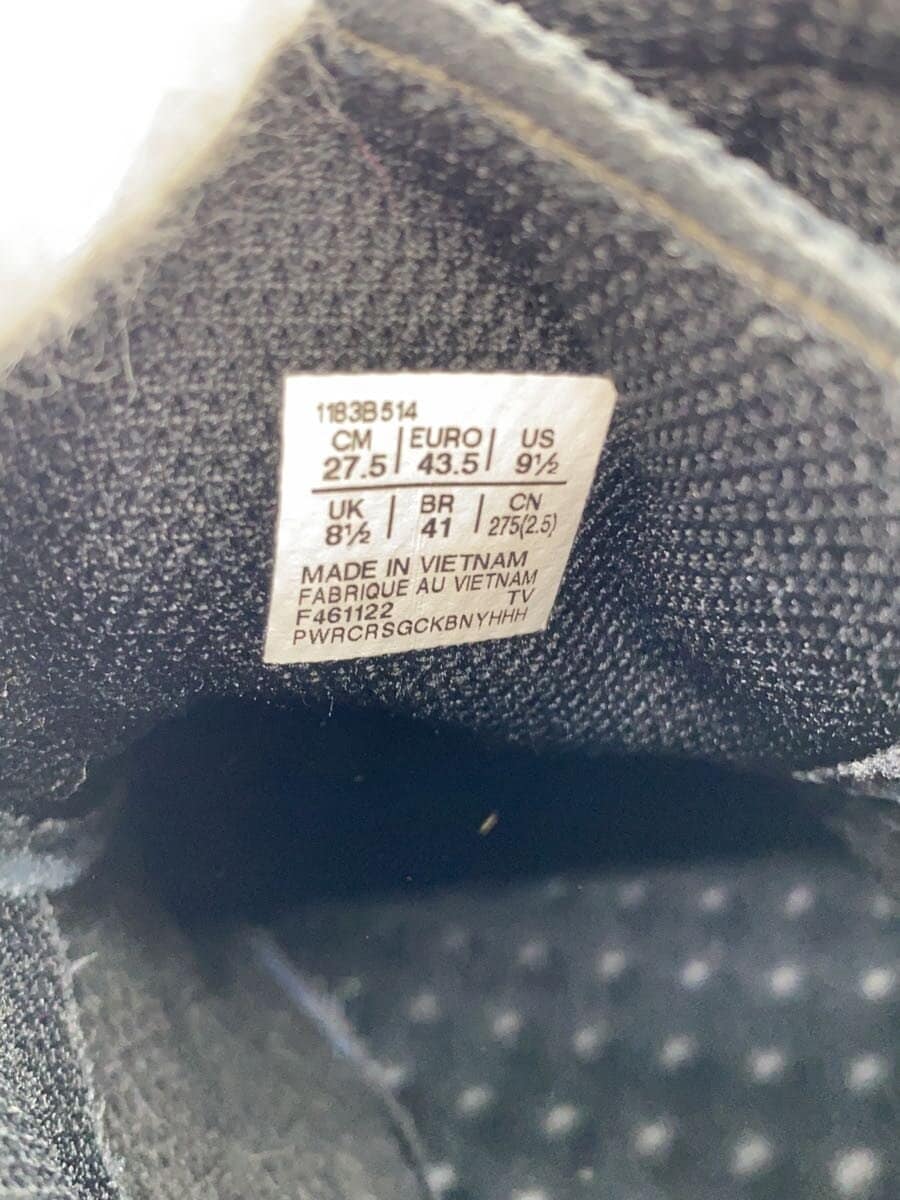 1183B514
CM | EURO | US
27.5 | 43.5 | 9½
UK | BR | CN
8½ | 41 | 275(2.5)
MADE IN VIETNAM
FABRIQUE AU VIETNAM
F461122 TV
PWRCRSGCKBNYHHH